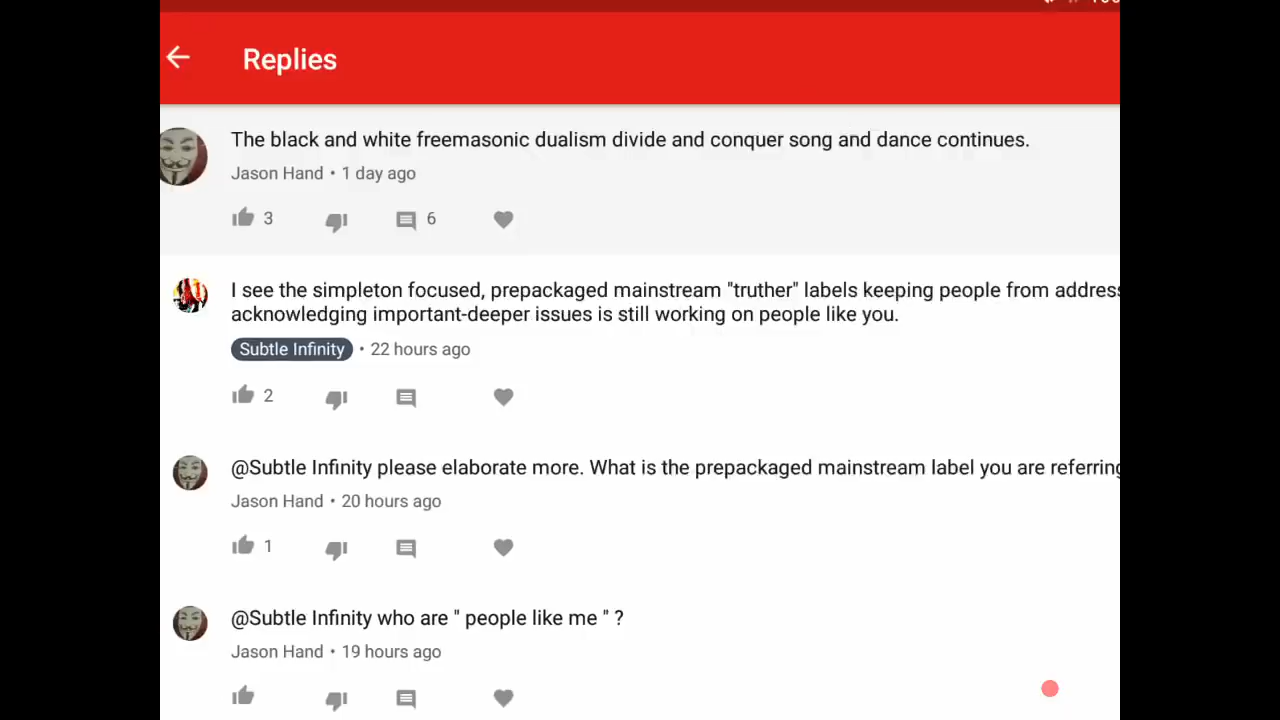 Replies
The black and white freemasonic dualism divide and conquer song and dance continues.
Jason Hand • 1 day ago
3 6
I see the simpleton focused, prepackaged mainstream "truther" labels keeping people from
acknowledging important-deeper issues is still working on people like you.
Subtle Infinity • 22 hours ago
2
@Subtle Infinity please elaborate more. What is the prepackaged mainstream label you are referring
Jason Hand • 20 hours ago
1
@Subtle Infinity who are " people like me " ?
Jason Hand • 19 hours ago